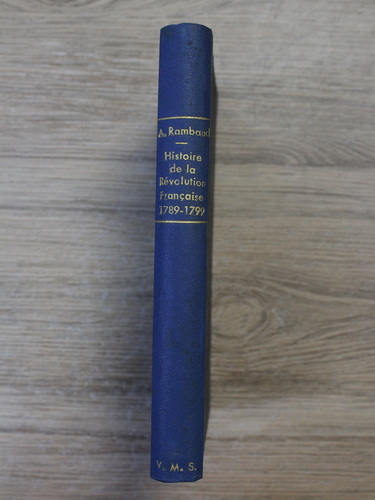 A. Rambaud
Histoire
de la
Révolution
Française
1789-1799
V. M. S.